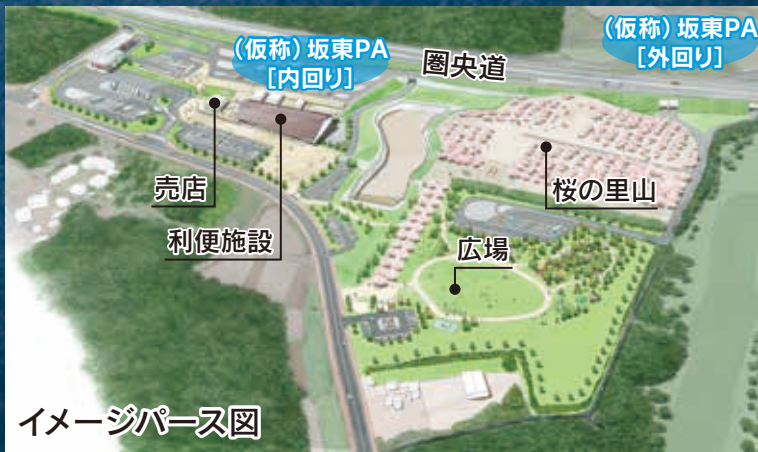 (仮称)坂東PA
[内回り]
圏央道
(仮称)坂東PA
[外回り]
売店
利便施設
桜の里山
広場
イメージパース図